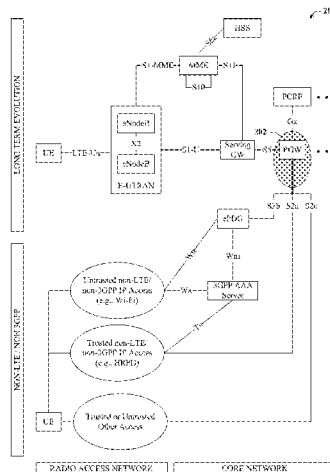 HSS
S6a
LONG TERM EVOLUTION
S1-MME
MME
S11
S10
PCRF
Gx
eNodeB
X2
eNodeB
E-UTRAN
UE
LTE-Uu
S1-U
Serving
GW
S5
202
PGW
S2b
S2a
S2c
ePDG
NON-LTE / NON-3GPP
Wn
Wm
Untrusted non-LTE/
non-3GPP IP Access
(e.g., Wi-Fi)
Wa
3GPP AAA
Server
Trusted non-LTE/
non-3GPP IP Access
(e.g., HRPD)
UE
Trusted or Untrusted
Other Access
RADIO ACCESS NETWORK
CORE NETWORK